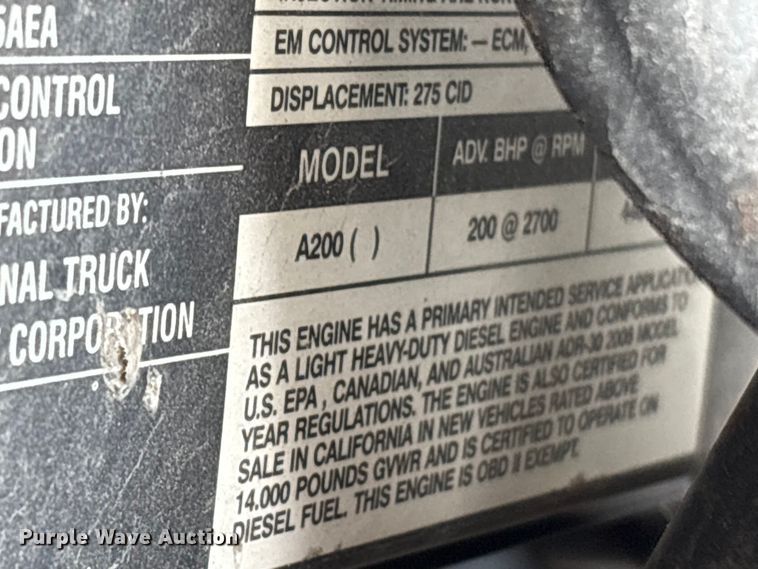 5AEA
CONTROL
ON
FACTURED BY:
NAL TRUCK
CORPORATION
EM CONTROL SYSTEM: – ECM,
DISPLACEMENT: 275 CID
MODEL ADV. BHP @ RPM
A200 ( ) 200 @ 2700
THIS ENGINE HAS A PRIMARY INTENDED SERVICE APPLICATIO
AS A LIGHT HEAVY-DUTY DIESEL ENGINE AND CONFORMS TO
U.S. EPA , CANADIAN, AND AUSTRALIAN ADR-30 2008 MODEL
YEAR REGULATIONS. THE ENGINE IS ALSO CERTIFIED FOR
SALE IN CALIFORNIA IN NEW VEHICLES RATED ABOVE
14.000 POUNDS GVWR AND IS CERTIFIED TO OPERATE ON
DIESEL FUEL. THIS ENGINE IS OBD II EXEMPT.
Purple Wave Auction